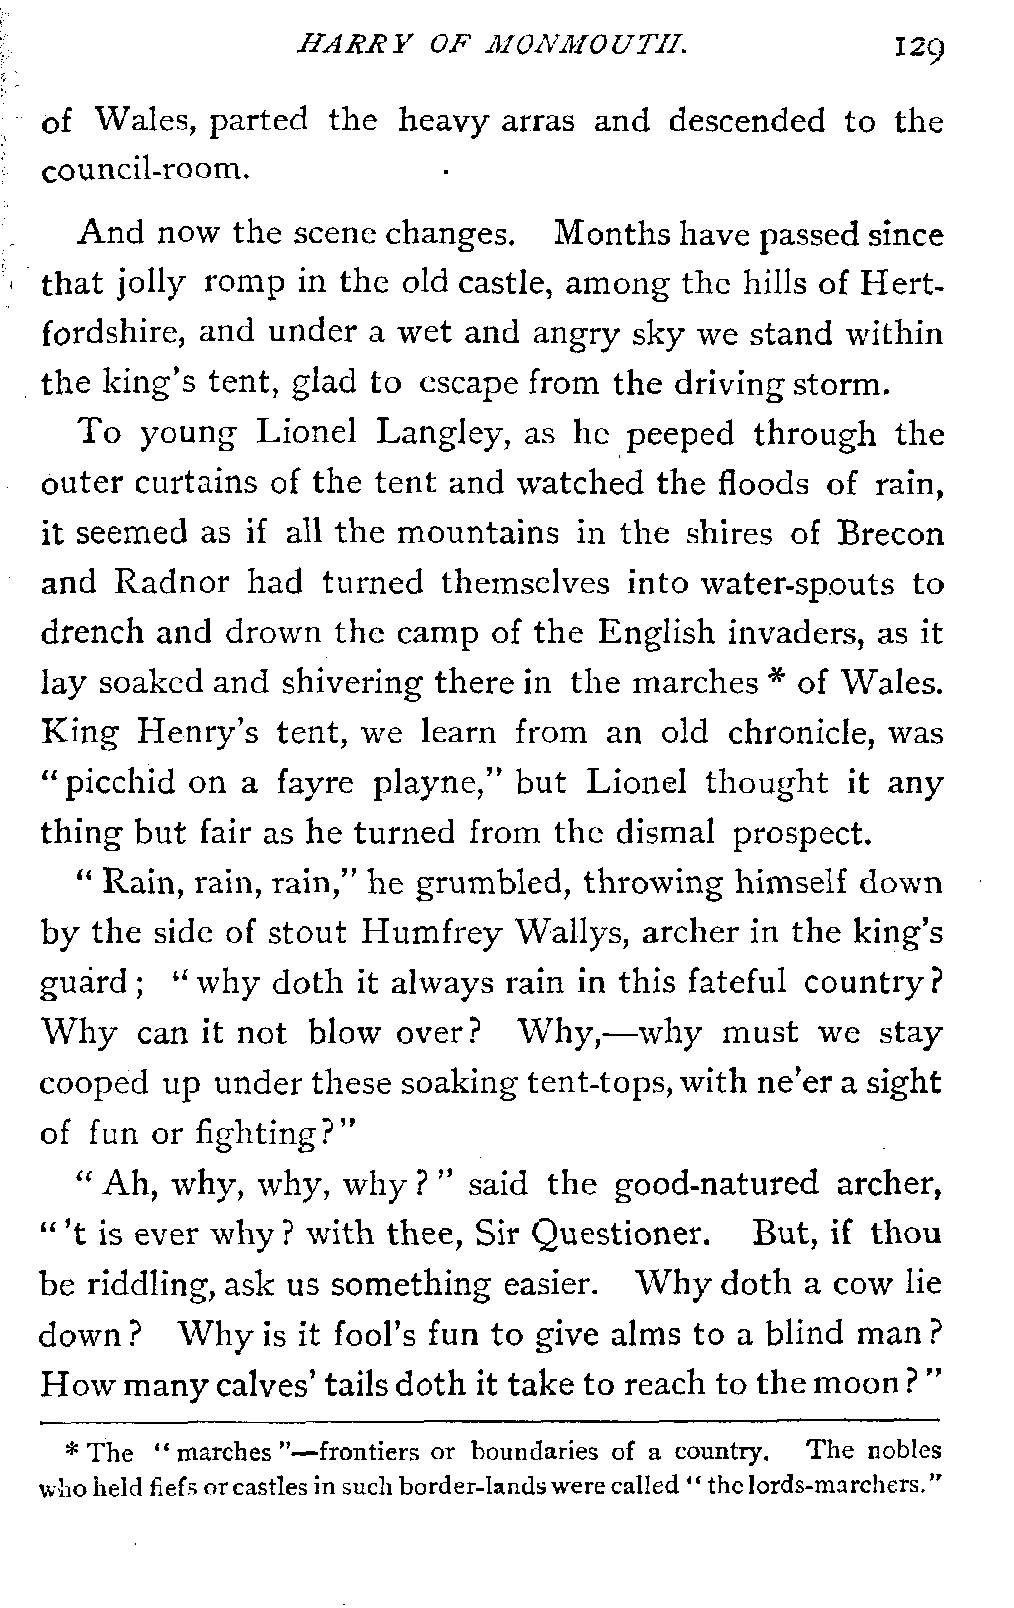 HARRY OF MONMOUTH. 129
of Wales, parted the heavy arras and descended to the
council-room.
And now the scene changes. Months have passed since
that jolly romp in the old castle, among the hills of Hert-
fordshire, and under a wet and angry sky we stand within
the king's tent, glad to escape from the driving storm.
To young Lionel Langley, as he peeped through the
outer curtains of the tent and watched the floods of rain,
it seemed as if all the mountains in the shires of Brecon
and Radnor had turned themselves into water-spouts to
drench and drown the camp of the English invaders, as it
lay soaked and shivering there in the marches * of Wales.
King Henry's tent, we learn from an old chronicle, was
"picchid on a fayre playne," but Lionel thought it any
thing but fair as he turned from the dismal prospect.
"Rain, rain, rain," he grumbled, throwing himself down
by the side of stout Humfrey Wallys, archer in the king's
guard; "why doth it always rain in this fateful country?
Why can it not blow over? Why,—why must we stay
cooped up under these soaking tent-tops, with ne'er a sight
of fun or fighting?"
"Ah, why, why, why?" said the good-natured archer,
"'t is ever why? with thee, Sir Questioner. But, if thou
be riddling, ask us something easier. Why doth a cow lie
down? Why is it fool's fun to give alms to a blind man?
How many calves' tails doth it take to reach to the moon?"
* The "marches"—frontiers or boundaries of a country. The nobles
who held fiefs or castles in such border-lands were called "the lords-marchers."